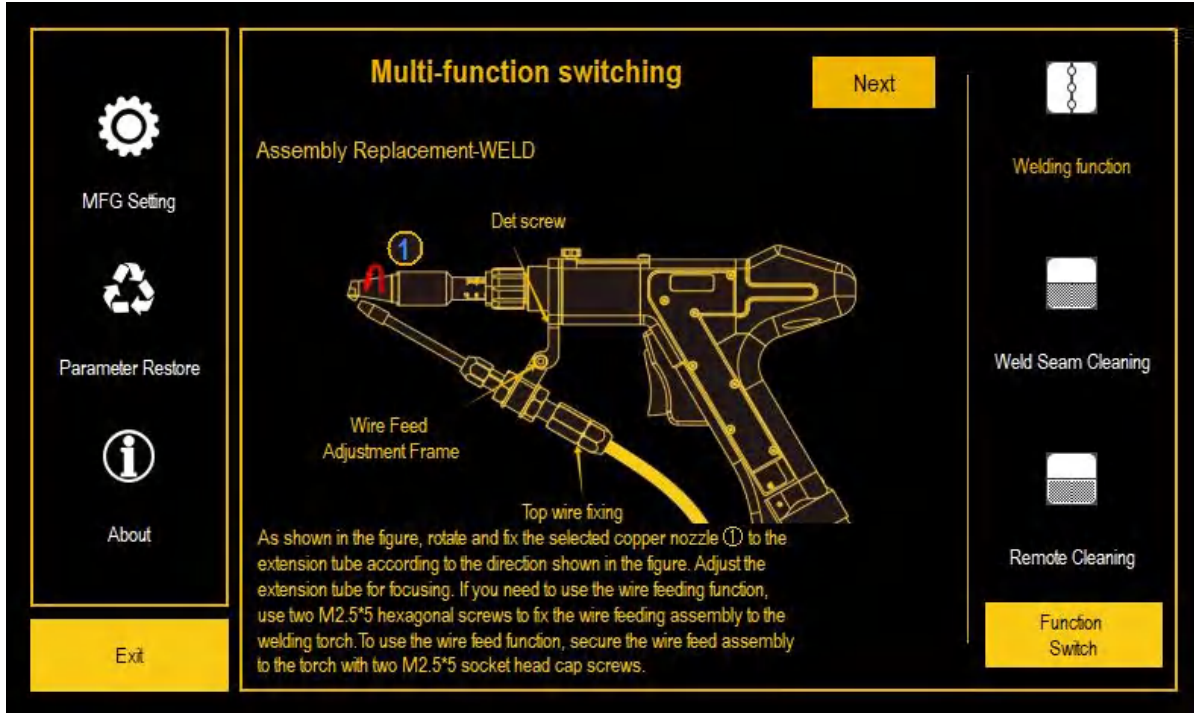 MFG Setting
Parameter Restore
About
Exit
Multi-function switching
Next
Assembly Replacement-WELD
Det screw
1
Wire Feed
Adjustment Frame
Top wire fixing
As shown in the figure, rotate and fix the selected copper nozzle ① to the
extension tube according to the direction shown in the figure. Adjust the
extension tube for focusing. If you need to use the wire feeding function,
use two M2.5*5 hexagonal screws to fix the wire feeding assembly to the
welding torch. To use the wire feed function, secure the wire feed assembly
to the torch with two M2.5*5 socket head cap screws.
Welding function
Weld Seam Cleaning
Remote Cleaning
Function
Switch